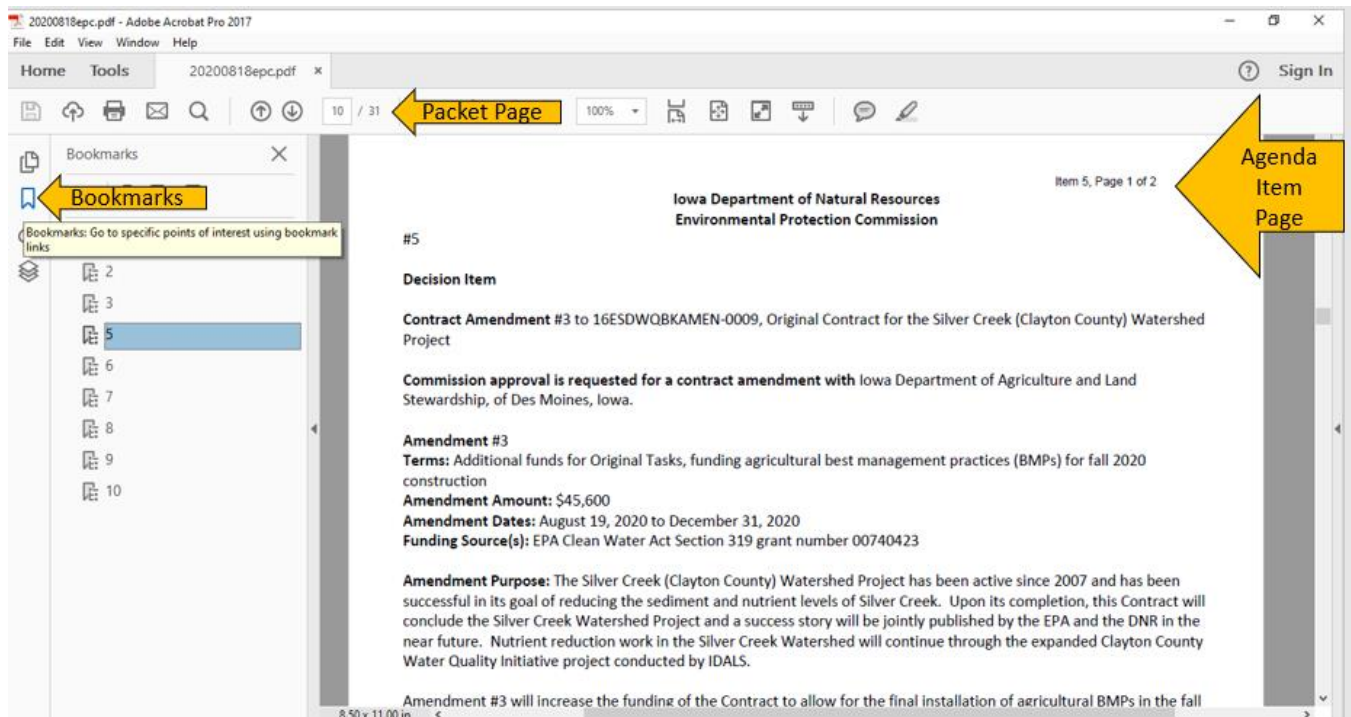 20200818epc.pdf - Adobe Acrobat Pro 2017
File Edit View Window Help
Home Tools 20200818epc.pdf × Sign In
10 / 31 Packet Page 100%
Bookmarks
Bookmarks
Bookmarks: Go to specific points of interest using bookmark
links
2
3
5
6
7
8
9
10
Agenda
Item
Page
Item 5, Page 1 of 2
Iowa Department of Natural Resources
Environmental Protection Commission
#5
Decision Item
Contract Amendment #3 to 16ESDWQBKAMEN-0009, Original Contract for the Silver Creek (Clayton County) Watershed
Project
Commission approval is requested for a contract amendment with Iowa Department of Agriculture and Land
Stewardship, of Des Moines, Iowa.
Amendment #3
Terms: Additional funds for Original Tasks, funding agricultural best management practices (BMPs) for fall 2020
construction
Amendment Amount: $45,600
Amendment Dates: August 19, 2020 to December 31, 2020
Funding Source(s): EPA Clean Water Act Section 319 grant number 00740423
Amendment Purpose: The Silver Creek (Clayton County) Watershed Project has been active since 2007 and has been
successful in its goal of reducing the sediment and nutrient levels of Silver Creek. Upon its completion, this Contract will
conclude the Silver Creek Watershed Project and a success story will be jointly published by the EPA and the DNR in the
near future. Nutrient reduction work in the Silver Creek Watershed will continue through the expanded Clayton County
Water Quality Initiative project conducted by IDALS.
Amendment #3 will increase the funding of the Contract to allow for the final installation of agricultural BMPs in the fall
8.50 x 11.00 in